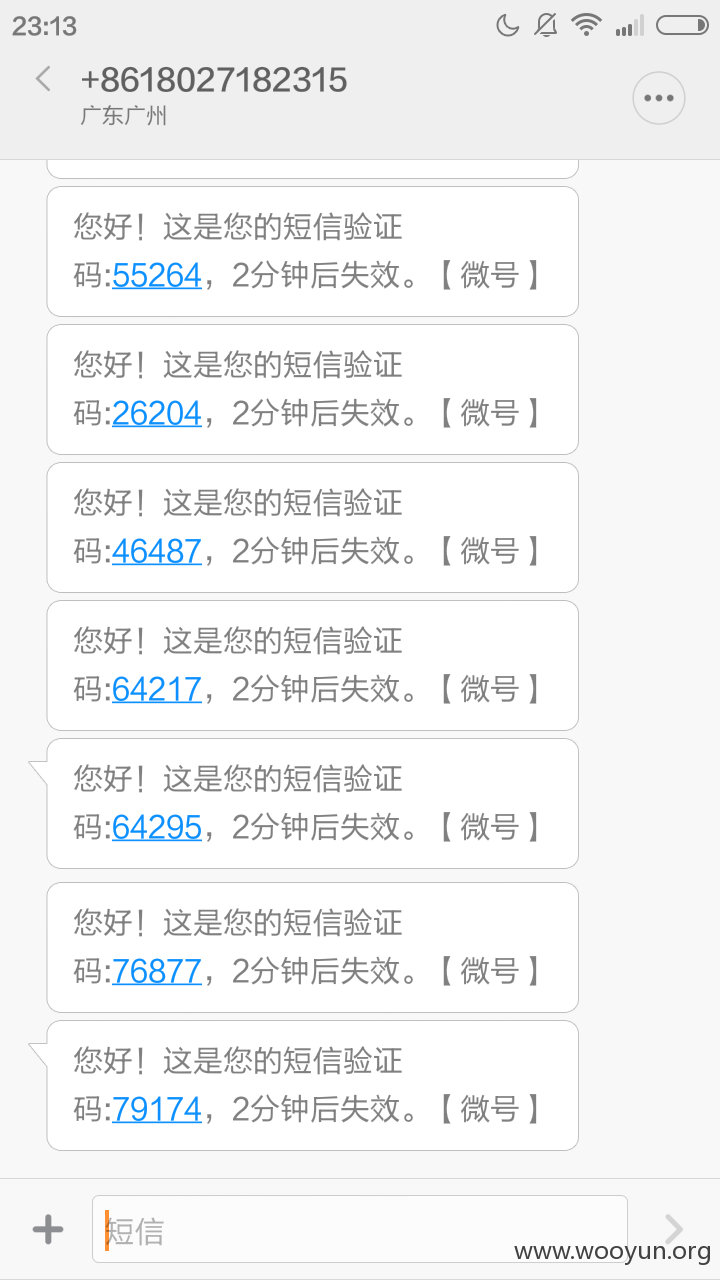 23:13
+8618027182315
广东广州
您好！这是您的短信验证
码:55264，2分钟后失效。【 微号 】
您好！这是您的短信验证
码:26204，2分钟后失效。【 微号 】
您好！这是您的短信验证
码:46487，2分钟后失效。【 微号 】
您好！这是您的短信验证
码:64217，2分钟后失效。【 微号 】
您好！这是您的短信验证
码:64295，2分钟后失效。【 微号 】
您好！这是您的短信验证
码:76877，2分钟后失效。【 微号 】
您好！这是您的短信验证
码:79174，2分钟后失效。【 微号 】
短信
www.wooyun.org